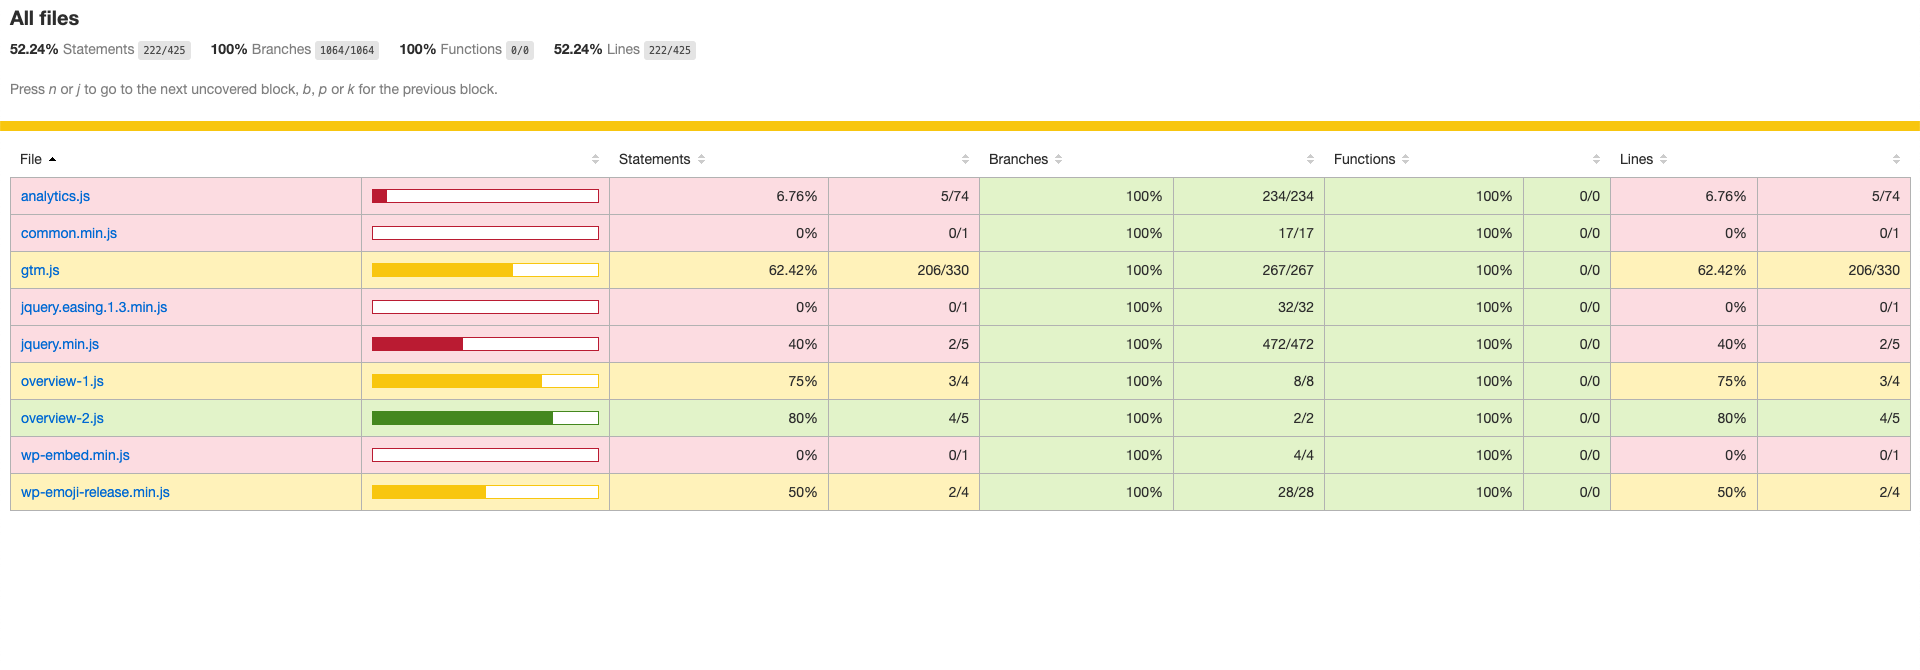 All files
52.24% Statements 222/425 100% Branches 1064/1064 100% Functions 0/0 52.24% Lines 222/425
Press n or j to go to the next uncovered block, b, p or k for the previous block.
File Statements Branches Functions Lines
analytics.js 6.76% 5/74 100% 234/234 100% 0/0 6.76% 5/74
common.min.js 0% 0/1 100% 17/17 100% 0/0 0% 0/1
gtm.js 62.42% 206/330 100% 267/267 100% 0/0 62.42% 206/330
jquery.easing.1.3.min.js 0% 0/1 100% 32/32 100% 0/0 0% 0/1
jquery.min.js 40% 2/5 100% 472/472 100% 0/0 40% 2/5
overview-1.js 75% 3/4 100% 8/8 100% 0/0 75% 3/4
overview-2.js 80% 4/5 100% 2/2 100% 0/0 80% 4/5
wp-embed.min.js 0% 0/1 100% 4/4 100% 0/0 0% 0/1
wp-emoji-release.min.js 50% 2/4 100% 28/28 100% 0/0 50% 2/4